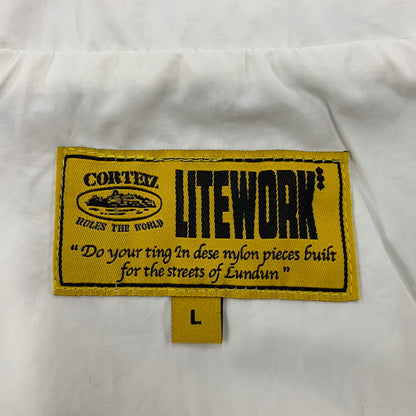 CORTEIZ
RULES THE WORLD
LITEWORK
"Do your ting In dese nylon pieces built
for the streets of Lundun"
L